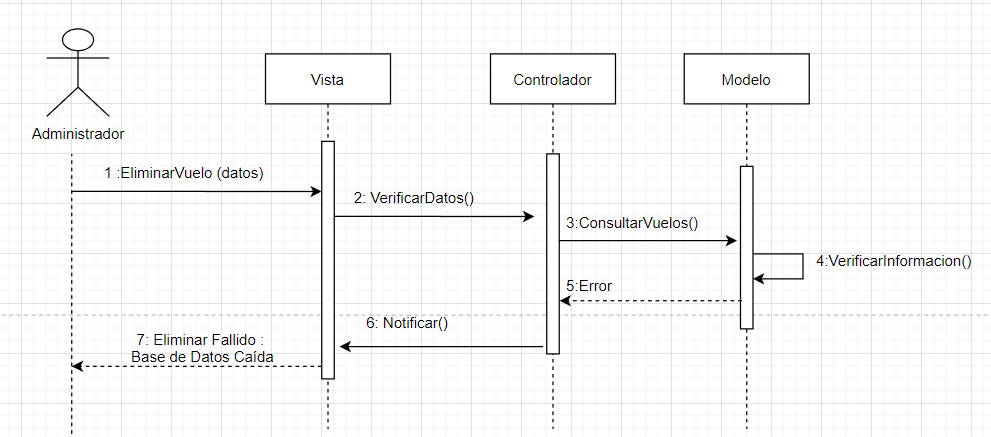 Vista
Controlador
Modelo
Administrador
1 :EliminarVuelo (datos)
2: VerificarDatos()
3:ConsultarVuelos()
4:VerificarInformacion()
5:Error
6: Notificar()
7: Eliminar Fallido :
Base de Datos Caída